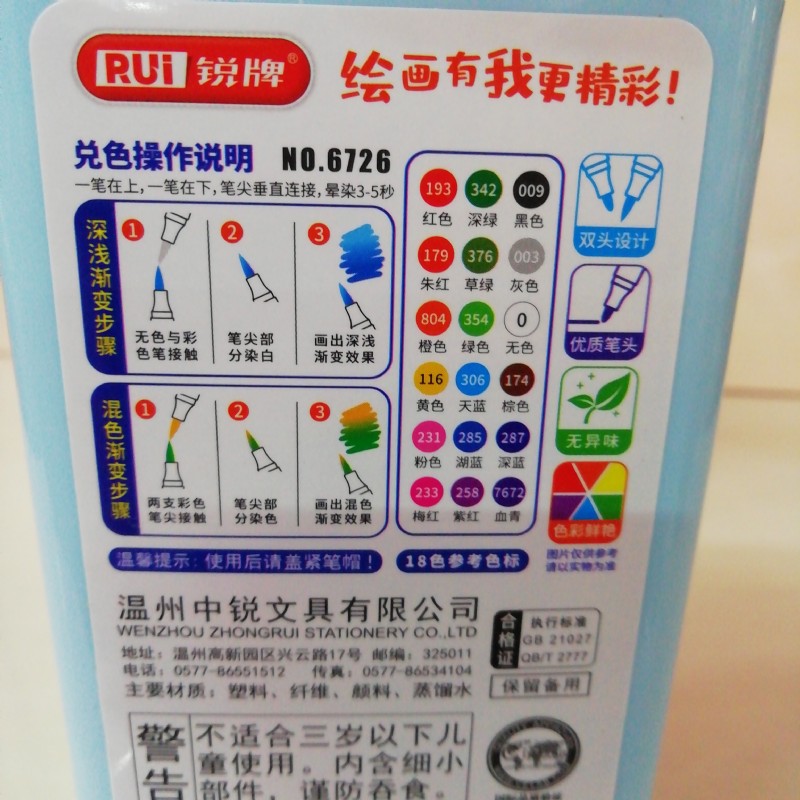 RUi 锐牌®
绘画有我更精彩!
兑色操作说明 NO.6726
一笔在上,一笔在下,笔尖垂直连接,晕染3-5秒
深浅渐变步骤
1 2 3
无色与彩
色笔接触
笔尖部
分染白
画出深浅
渐变效果
混色渐变步骤
1 2 3
两支彩色
笔尖接触
笔尖部
分染色
画出混色
渐变效果
温馨提示:使用后请盖紧笔帽!
193 342 009
红色 深绿 黑色
179 376 003
朱红 草绿 灰色
804 354 0
橙色 绿色 无色
116 306 174
黄色 天蓝 棕色
231 285 287
粉色 湖蓝 深蓝
233 258 7672
梅红 紫红 血青
18色参考色标
双头设计
优质笔头
无异味
色彩鲜艳
图片仅供参考
请以实物为准
温州中锐文具有限公司
WENZHOU ZHONGRUI STATIONERY CO.,LTD
地址:温州高新园区兴云路17号 邮编:325011
电话:0577-86551512 传真:0577-86534104
主要材质:塑料、纤维、颜料、蒸馏水
合格证
执行标准
GB 21027
QB/T 2777
保留备用
警告
不适合三岁以下儿
童使用。内含细小
部件,谨防吞食。